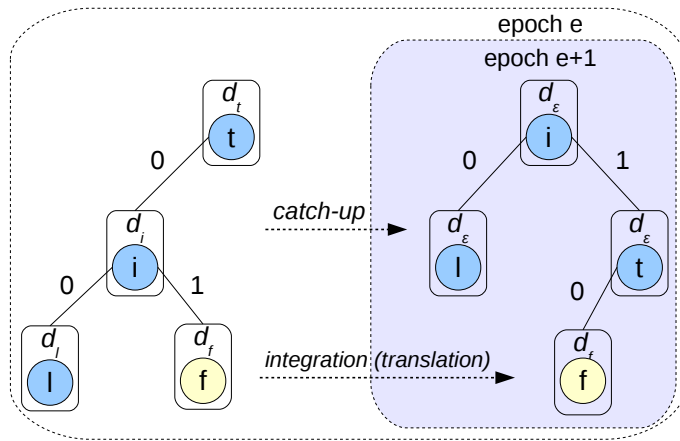 epoch e
epoch e+1
d_t
t
0
d_i
i
0
1
d_l
l
d_f
f
catch-up
integration (translation)
d_ε
i
0
1
d_ε
l
d_ε
t
0
d_f
f